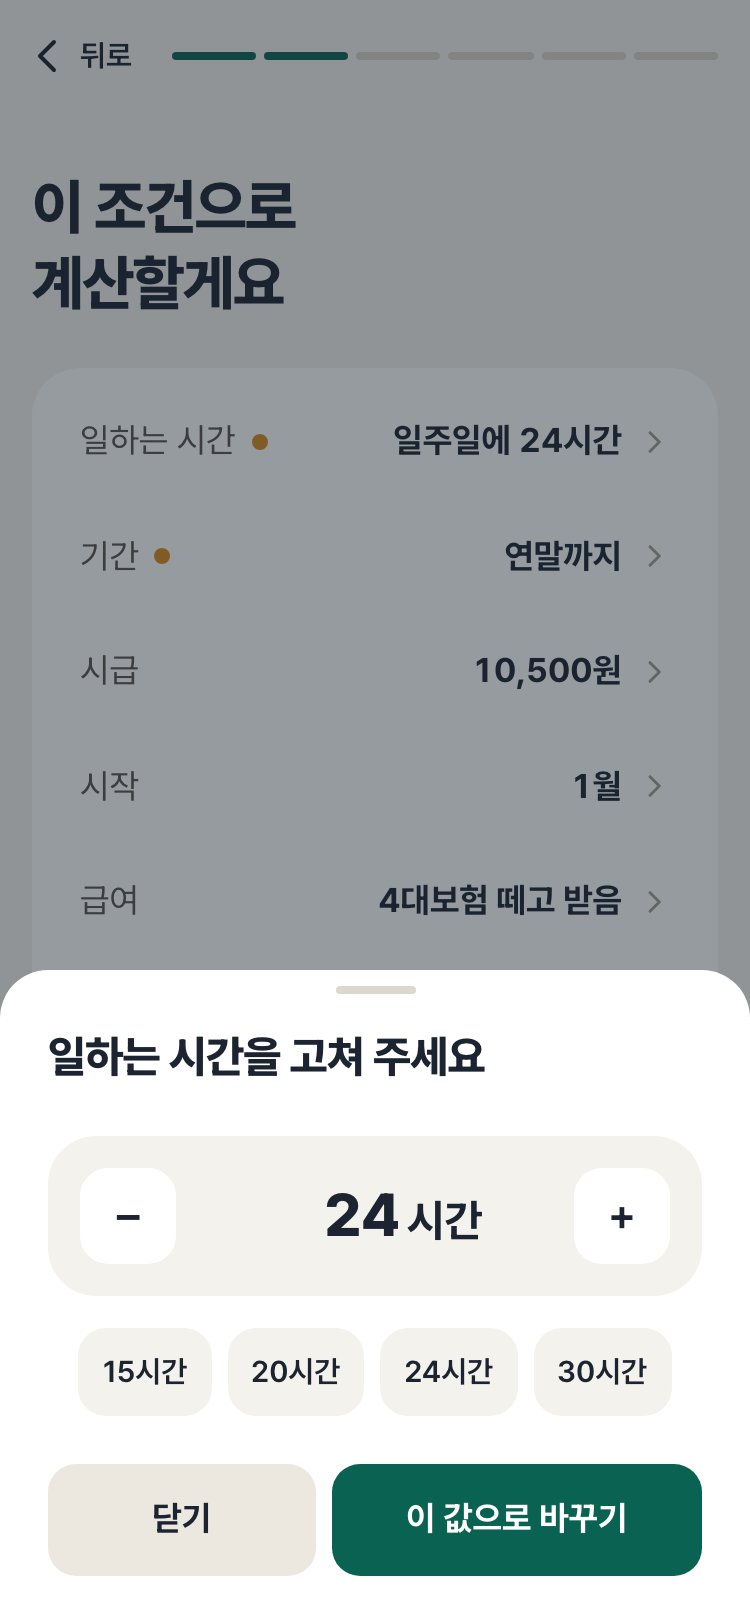 뒤로
이 조건으로
계산할게요
일하는 시간 일주일에 24시간
기간 연말까지
시급 10,500원
시작 1월
급여 4대보험 떼고 받음
일하는 시간을 고쳐 주세요
− 24 시간 +
15시간 20시간 24시간 30시간
닫기 이 값으로 바꾸기